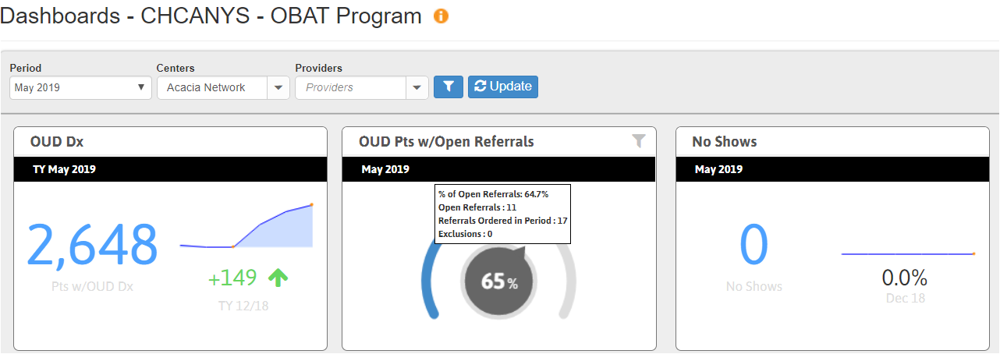 Dashboards - CHCANYS - OBAT Program
Period
Centers
Providers
May 2019
Acacia Network
Providers
Update
OUD Dx
TY May 2019
2,648
Pts w/OUD Dx
+149
TY 12/18
OUD Pts w/Open Referrals
May 2019
% of Open Referrals: 64.7%
Open Referrals : 11
Referrals Ordered in Period : 17
Exclusions : 0
65%
No Shows
May 2019
0
No Shows
0.0%
Dec 18